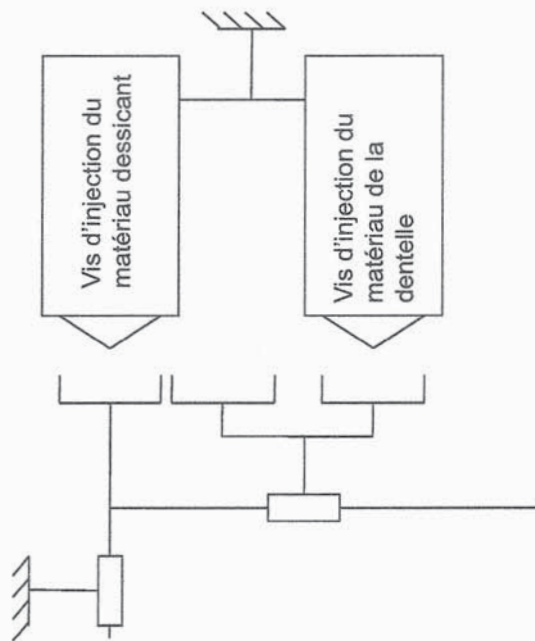 Vis d'injection du
matériau dessicant
Vis d'injection du
matériau de la
dentelle